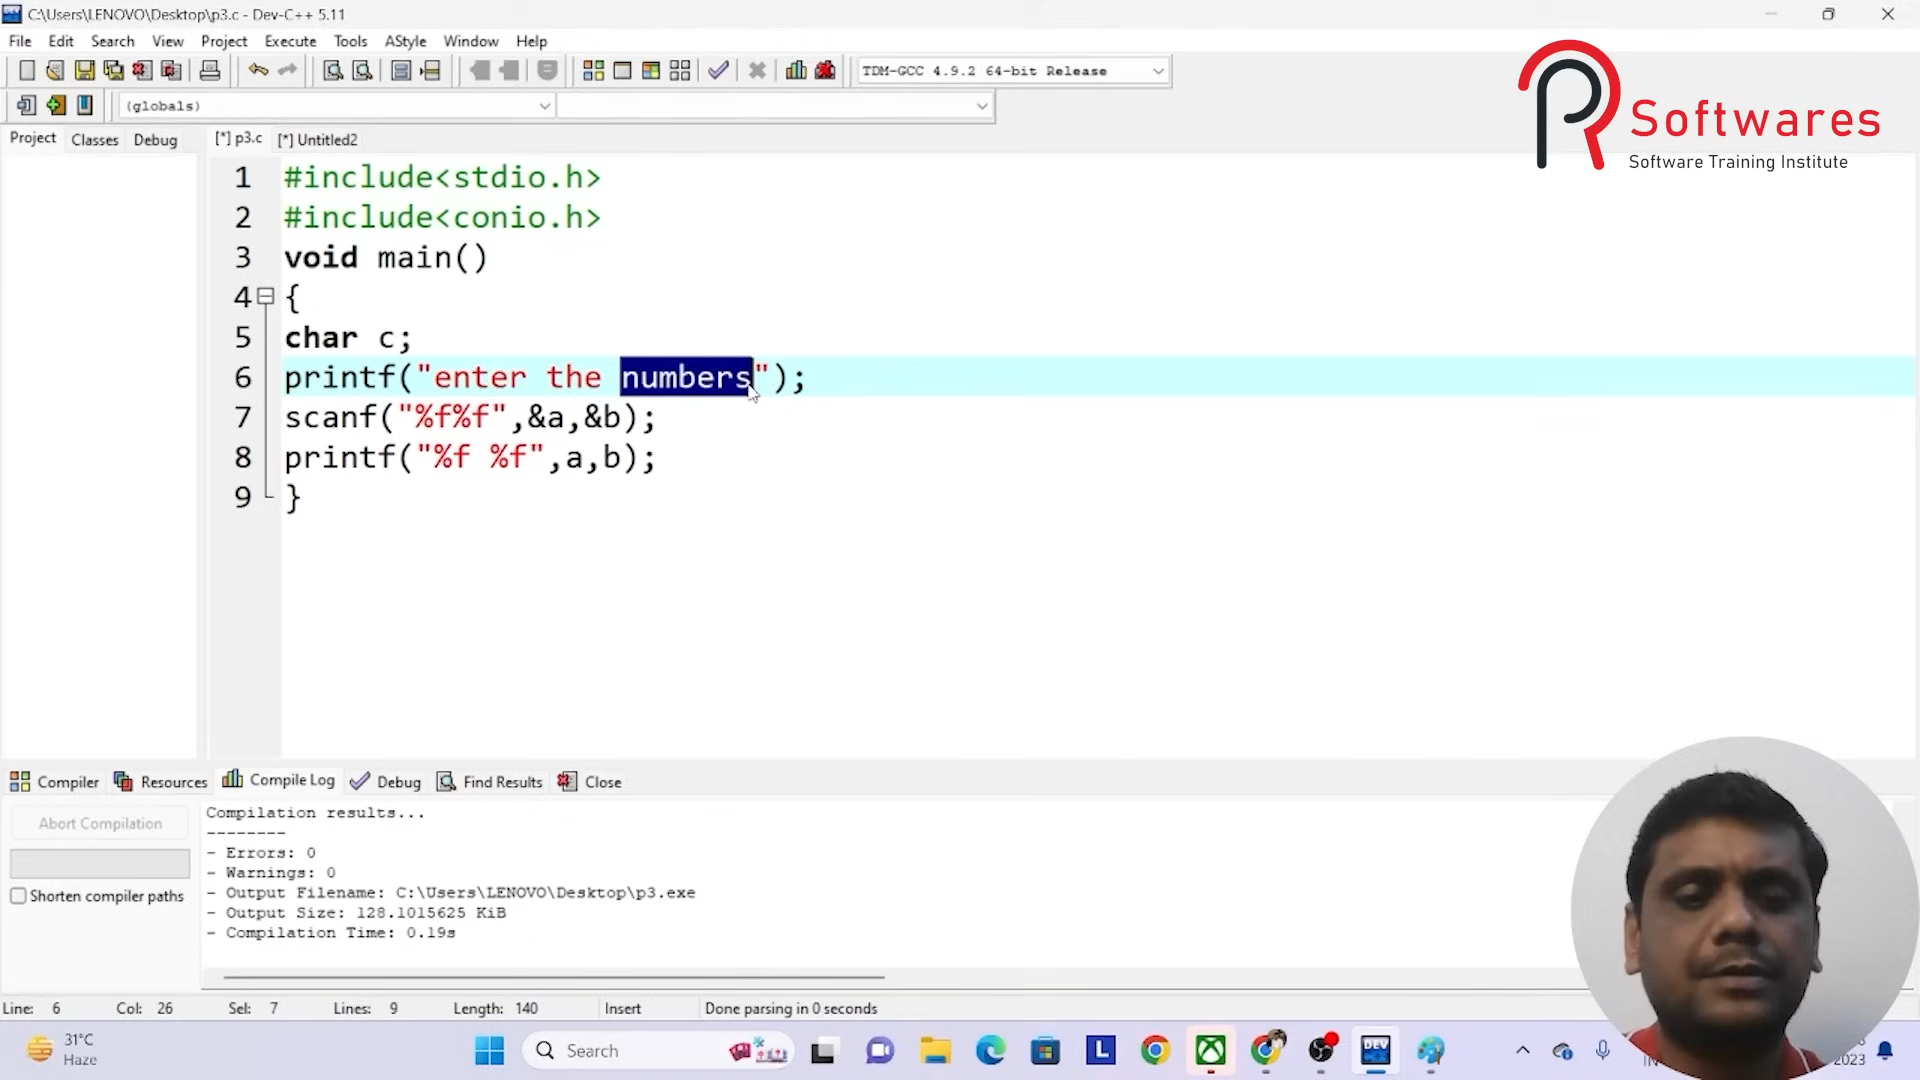 C:\Users\LENOVO\Desktop\p3.c - Dev-C++ 5.11
File Edit Search View Project Execute Tools AStyle Window Help
TDM-GCC 4.9.2 64-bit Release
(globals)
Project Classes Debug [*] p3.c [*] Untitled2
R Softwares
Software Training Institute
1 #include<stdio.h>
2 #include<conio.h>
3 void main()
4 {
5 char c;
6 printf("enter the numbers");
7 scanf("%f%f",&a,&b);
8 printf("%f %f",a,b);
9 }
Compiler Resources Compile Log Debug Find Results Close
Abort Compilation
Shorten compiler paths
Compilation results...
--------
- Errors: 0
- Warnings: 0
- Output Filename: C:\Users\LENOVO\Desktop\p3.exe
- Output Size: 128.1015625 KiB
- Compilation Time: 0.19s
Line: 6 Col: 26 Sel: 7 Lines: 9 Length: 140 Insert Done parsing in 0 seconds
31°C
Haze
Search
L
DEV
2023